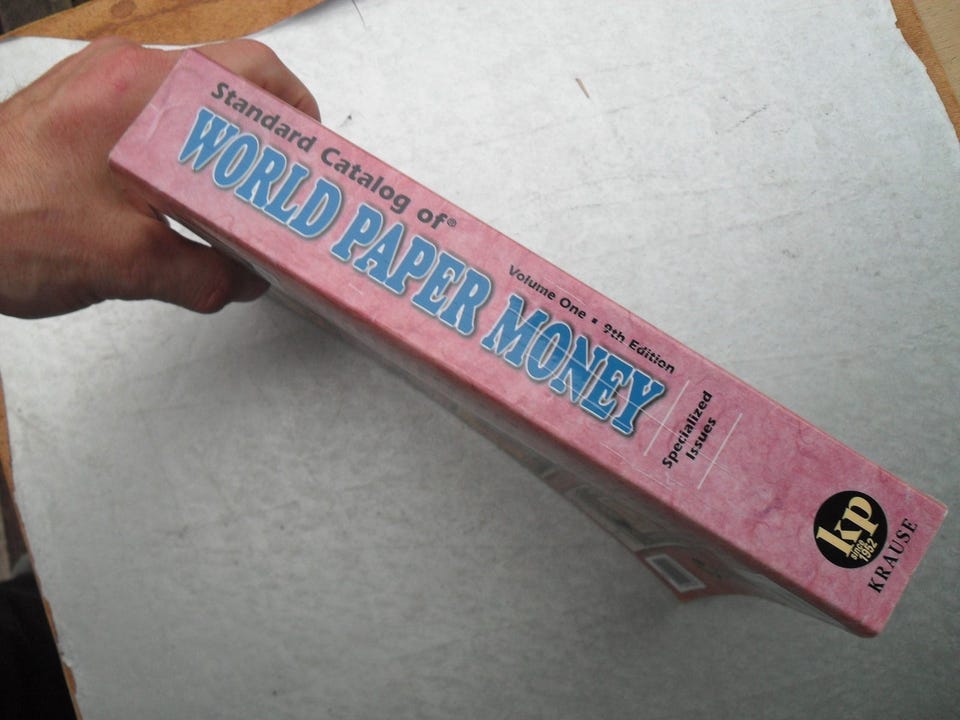 Standard Catalog of®
WORLD PAPER MONEY
Volume One ▪ 9th Edition
Specialized
Issues
kp
since
1952
KRAUSE